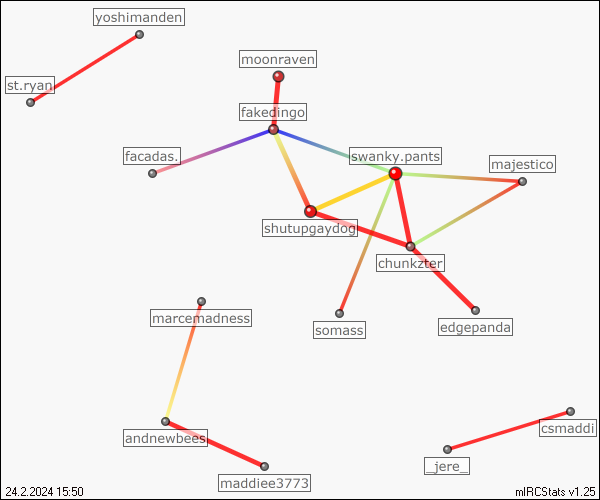 yoshimanden
st.ryan
moonraven
fakedingo
facadas.
swanky.pants
majestico
shutupgaydog
chunkzter
marcemadness
somass
edgepanda
andnewbees
csmaddi
_jere_
maddiee3773
24.2.2024 15:50
mIRCStats v1.25